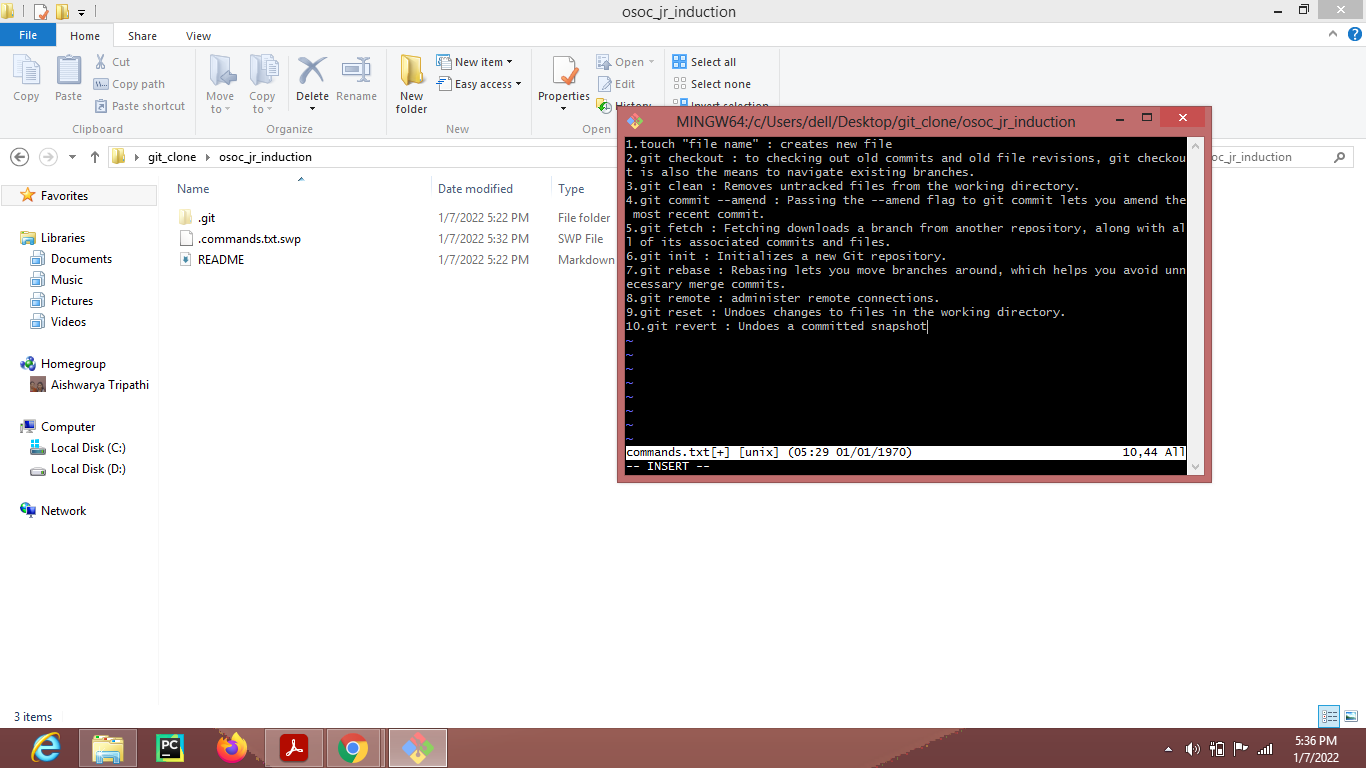 osoc_jr_induction
File
Home
Share
View
Copy
Paste
Cut
Copy path
Paste shortcut
Clipboard
Move to
Copy to
Delete
Rename
Organize
New folder
New item
Easy access
New
Properties
Open
Edit
History
Open
Select all
Select none
Invert selection
git_clone
osoc_jr_induction
oc_jr_induction
Favorites
Libraries
Documents
Music
Pictures
Videos
Homegroup
Aishwarya Tripathi
Computer
Local Disk (C:)
Local Disk (D:)
Network
Name Date modified Type
.git 1/7/2022 5:22 PM File folder
.commands.txt.swp 1/7/2022 5:32 PM SWP File
README 1/7/2022 5:22 PM Markdown
MINGW64:/c/Users/dell/Desktop/git_clone/osoc_jr_induction
1.touch "file name" : creates new file
2.git checkout : to checking out old commits and old file revisions, git checkou
t is also the means to navigate existing branches.
3.git clean : Removes untracked files from the working directory.
4.git commit --amend : Passing the --amend flag to git commit lets you amend the
 most recent commit.
5.git fetch : Fetching downloads a branch from another repository, along with al
l of its associated commits and files.
6.git init : Initializes a new Git repository.
7.git rebase : Rebasing lets you move branches around, which helps you avoid unn
ecessary merge commits.
8.git remote : administer remote connections.
9.git reset : Undoes changes to files in the working directory.
10.git revert : Undoes a committed snapshot
~
~
~
~
~
~
~
~
commands.txt[+] [unix] (05:29 01/01/1970) 10,44 All
-- INSERT --
3 items
PC
5:36 PM
1/7/2022